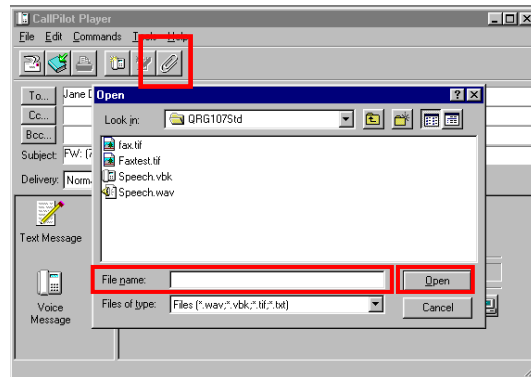 CallPilot Player
File Edit Commands Tools Help
To... Jane
Open
Cc...
Look in: QRG107Std
Bcc...
fax.tif
Subject: FW:
Faxtest.tif
Delivery:
Speech.vbk
Speech.wav
Text Message
File name: Open
Voice Message
Files of type: Files (*.wav;*.vbk;*.tif;*.txt) Cancel